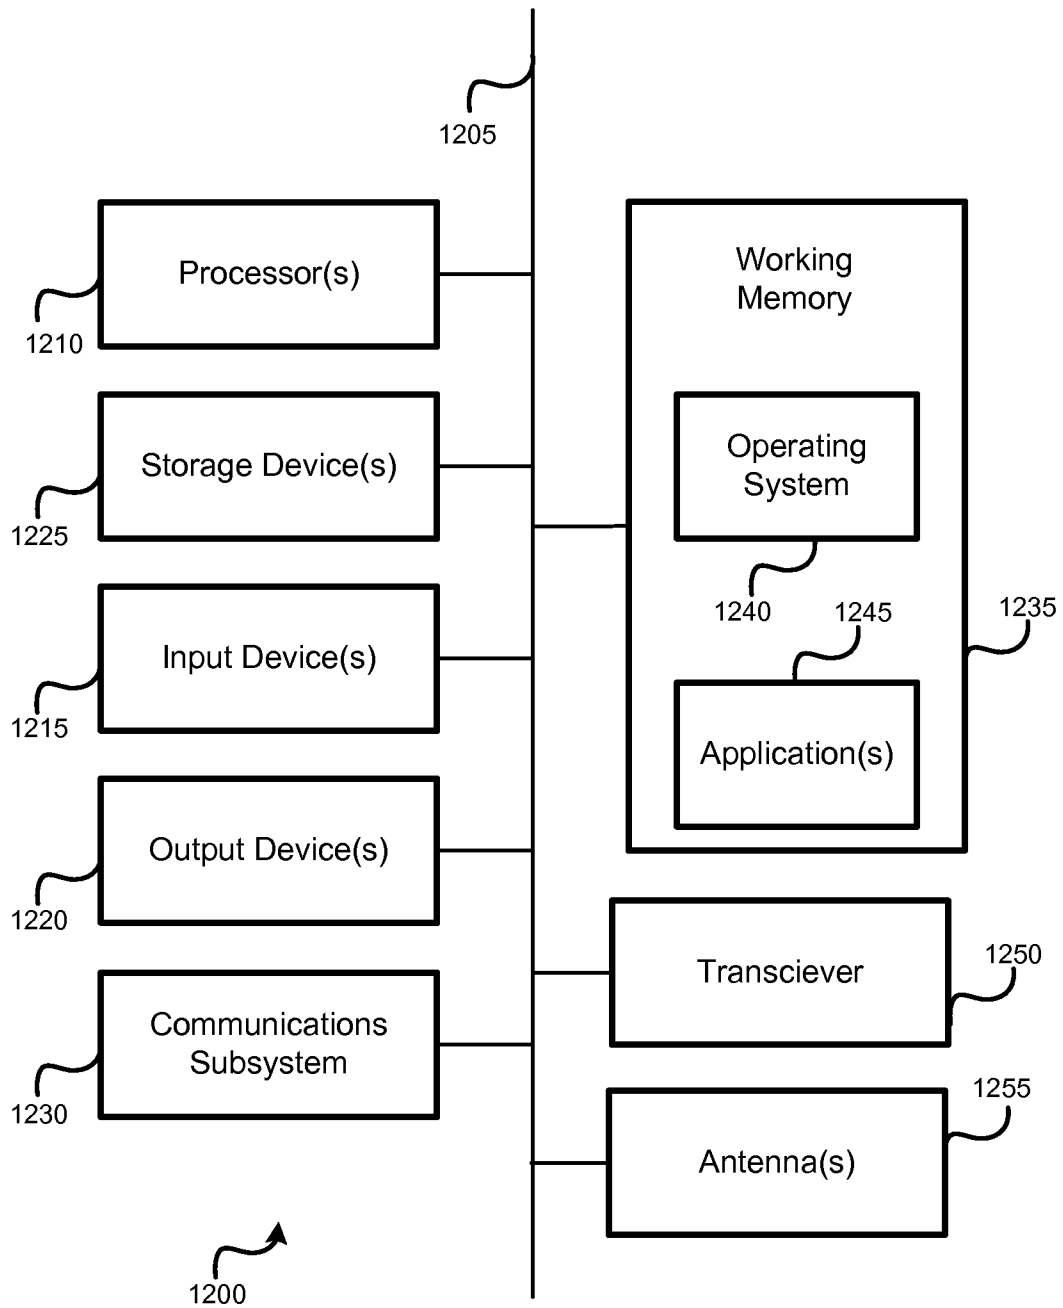 1205
Processor(s)
1210
Storage Device(s)
1225
Input Device(s)
1215
Output Device(s)
1220
Communications
Subsystem
1230
1200
Working
Memory
Operating
System
1240
1245
1235
Application(s)
Transciever
1250
1255
Antenna(s)